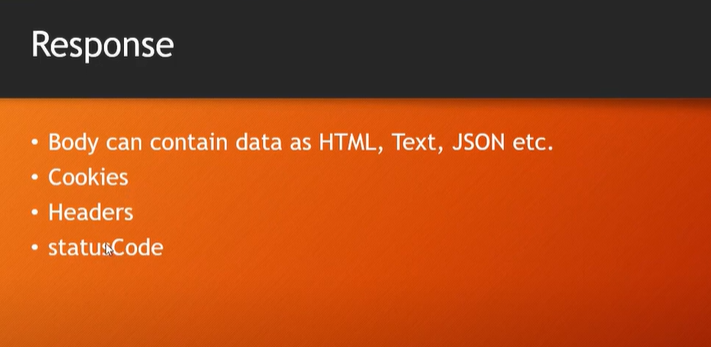 Response
• Body can contain data as HTML, Text, JSON etc.
• Cookies
• Headers
• statusCode